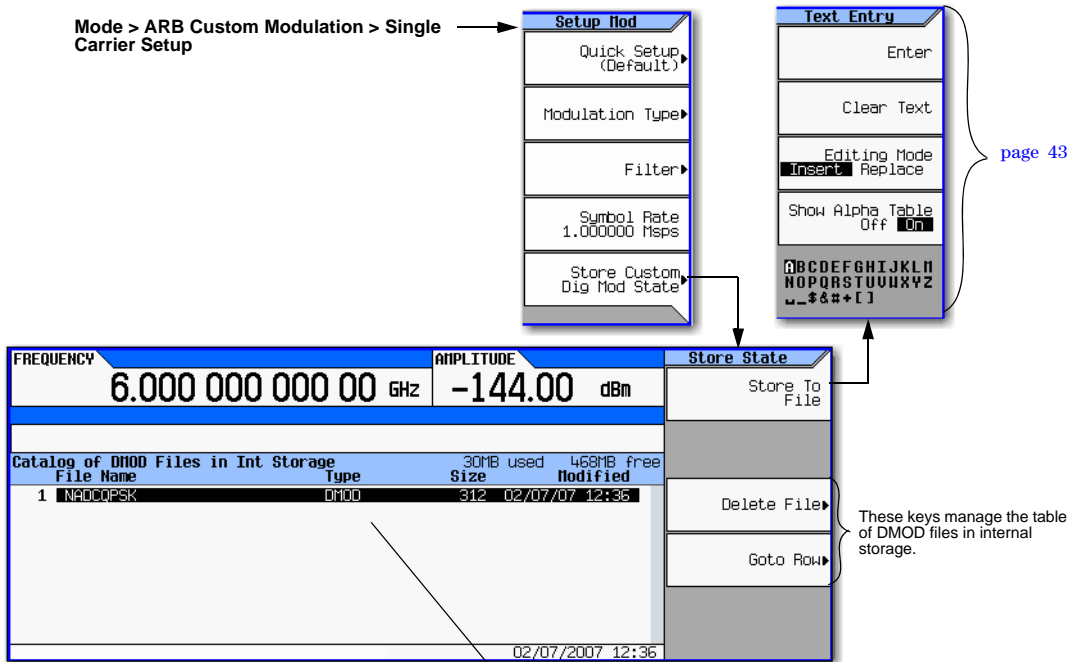 Mode > ARB Custom Modulation > Single
Carrier Setup
Setup Mod
Quick Setup
(Default)
Modulation Type
Filter
Symbol Rate
1.000000 Msps
Store Custom
Dig Mod State
Text Entry
Enter
Clear Text
Editing Mode
Insert Replace
Show Alpha Table
Off On
ABCDEFGHIJKLM
NOPQRSTUVWXYZ
␣_$&#+[]
page 43
FREQUENCY
6.000 000 000 00 GHz
AMPLITUDE
-144.00 dBm
Catalog of DMOD Files in Int Storage 30MB used 468MB free
File Name Type Size Modified
1 NADCQPSK DMOD 312 02/07/07 12:36
02/07/2007 12:36
Store State
Store To
File
Delete File
Goto Row
These keys manage the table
of DMOD files in internal
storage.